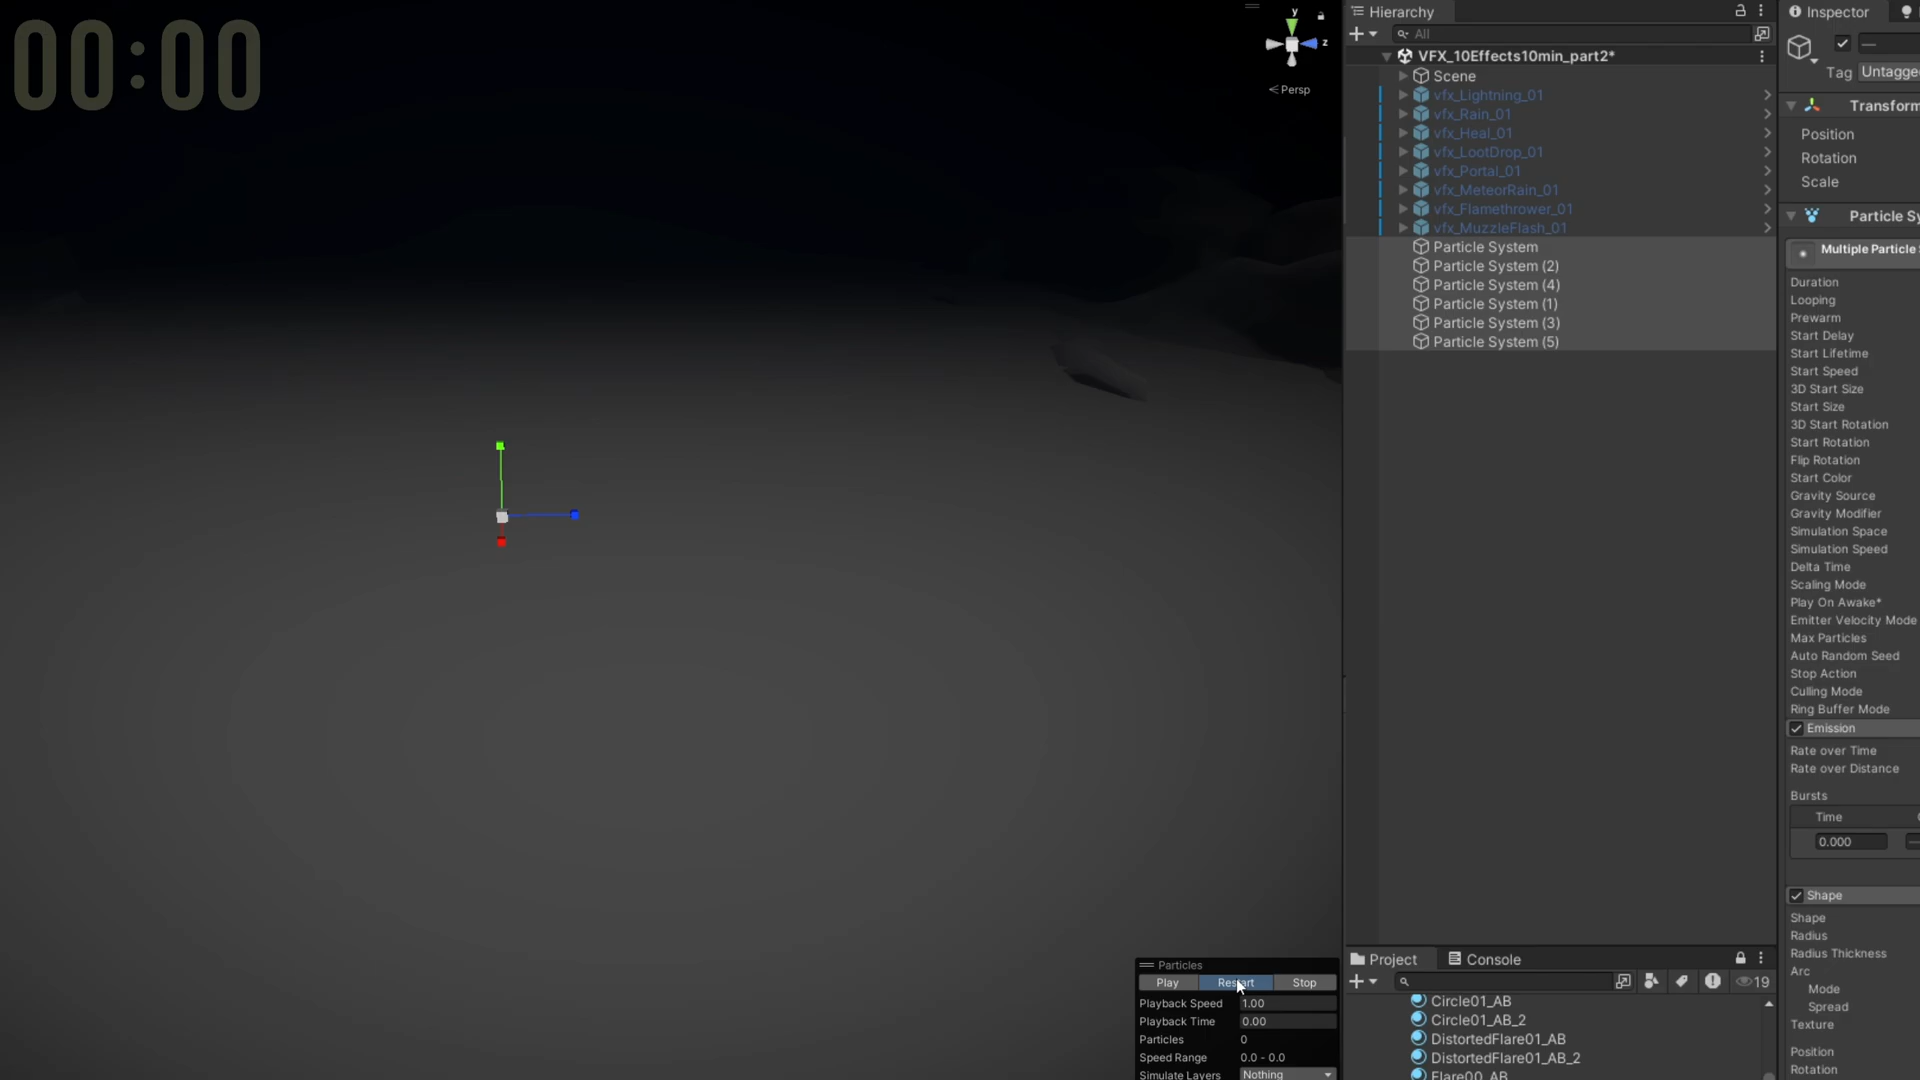 00:00
y
z
Persp
Hierarchy
All
VFX_10Effects10min_part2*
Scene
vfx_Lightning_01
vfx_Rain_01
vfx_Heal_01
vfx_LootDrop_01
vfx_Portal_01
vfx_MeteorRain_01
vfx_Flamethrower_01
vfx_MuzzleFlash_01
Particle System
Particle System (2)
Particle System (4)
Particle System (1)
Particle System (3)
Particle System (5)
Particles
Play Restart Stop
Playback Speed 1.00
Playback Time 0.00
Particles 0
Speed Range 0.0 - 0.0
Simulate Layers Nothing
Project Console
19
Circle01_AB
Circle01_AB_2
DistortedFlare01_AB
DistortedFlare01_AB_2
Flare00_AB
Inspector
Tag Untagge
Transform
Position
Rotation
Scale
Particle Sy
Multiple Particle
Duration
Looping
Prewarm
Start Delay
Start Lifetime
Start Speed
3D Start Size
Start Size
3D Start Rotation
Start Rotation
Flip Rotation
Start Color
Gravity Source
Gravity Modifier
Simulation Space
Simulation Speed
Delta Time
Scaling Mode
Play On Awake*
Emitter Velocity Mode
Max Particles
Auto Random Seed
Stop Action
Culling Mode
Ring Buffer Mode
Emission
Rate over Time
Rate over Distance
Bursts
Time
0.000
Shape
Shape
Radius
Radius Thickness
Arc
Mode
Spread
Texture
Position
Rotation